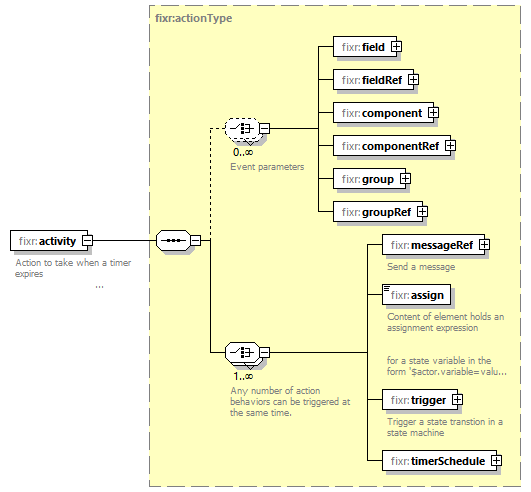 fixr:actionType
fixr:field
fixr:fieldRef
fixr:component
0..∞
Event parameters
fixr:componentRef
fixr:group
fixr:groupRef
fixr:activity
Action to take when a timer
expires
...
fixr:messageRef
Send a message
fixr:assign
Content of element holds an
assignment expression
for a state variable in the
form '$actor.variable=valu...
1..∞
Any number of action
behaviors can be triggered at
the same time.
fixr:trigger
Trigger a state transtion in a
state machine
fixr:timerSchedule